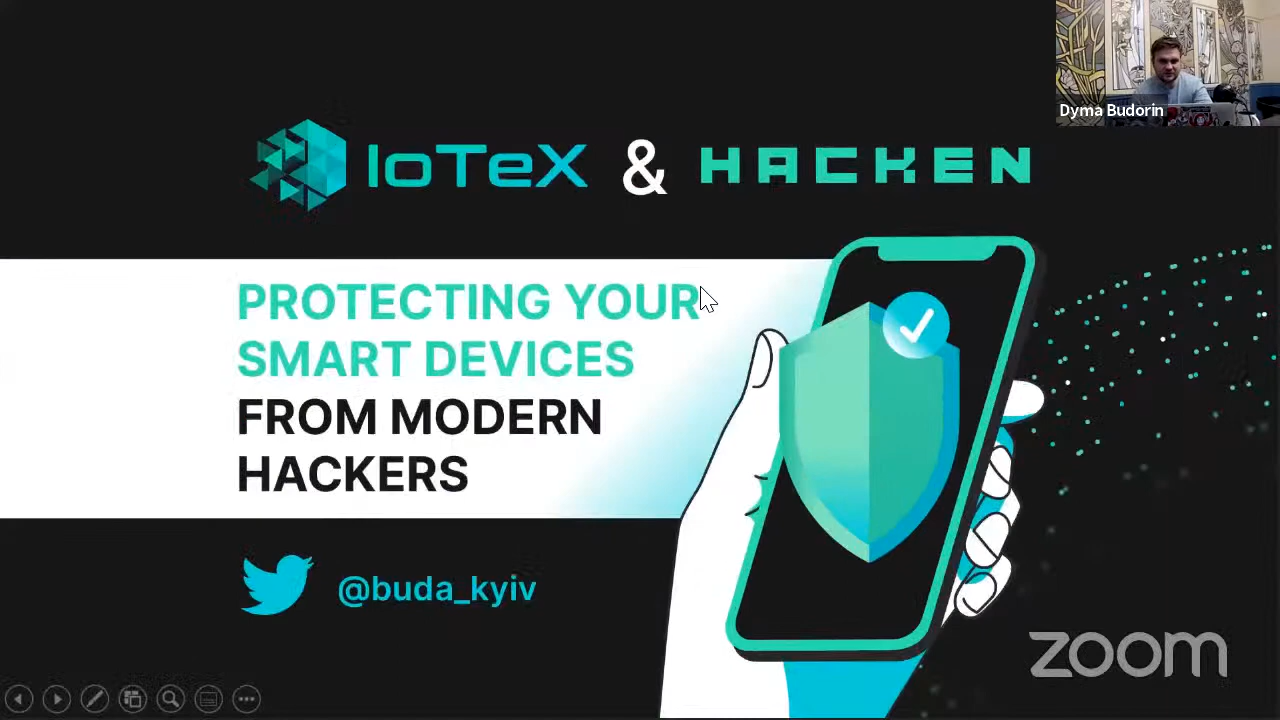 Dyma Budorin
IoTeX & HACKEN
PROTECTING YOUR
SMART DEVICES
FROM MODERN
HACKERS
@buda_kyiv
zoom